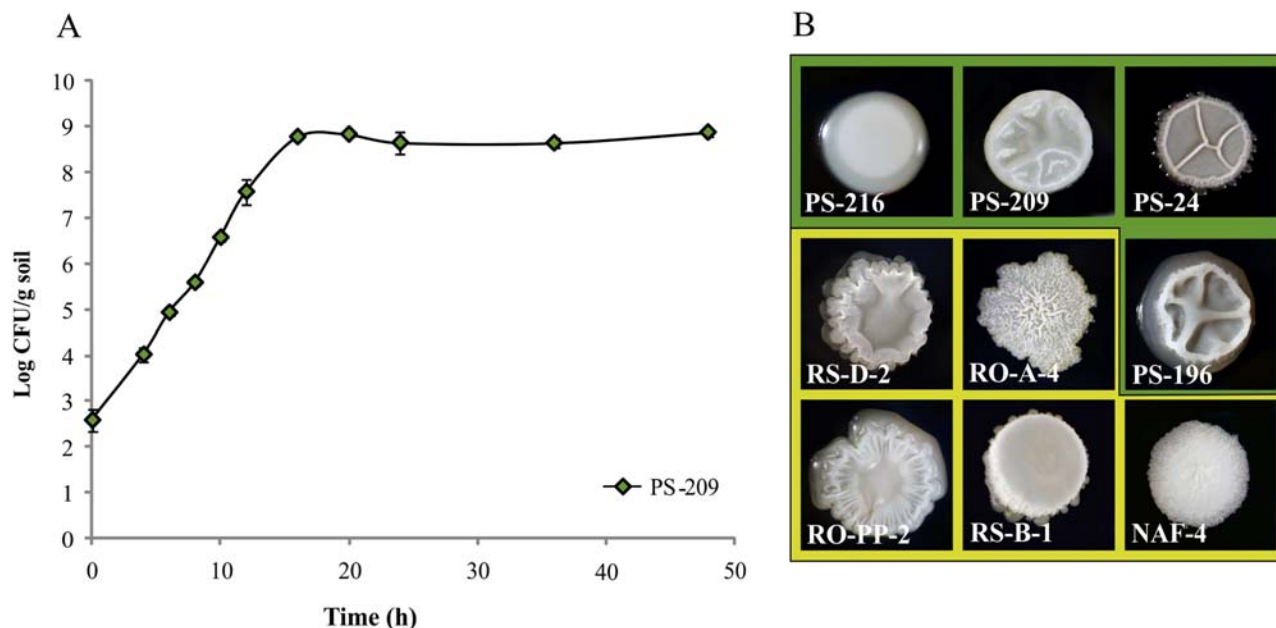 A
B
10
9
8
7
6
5
4
3
2
1
0
Log CFU/g soil
0 10 20 30 40 50
Time (h)
PS-209
PS-216 PS-209 PS-24
RS-D-2 RO-A-4 PS-196
RO-PP-2 RS-B-1 NAF-4